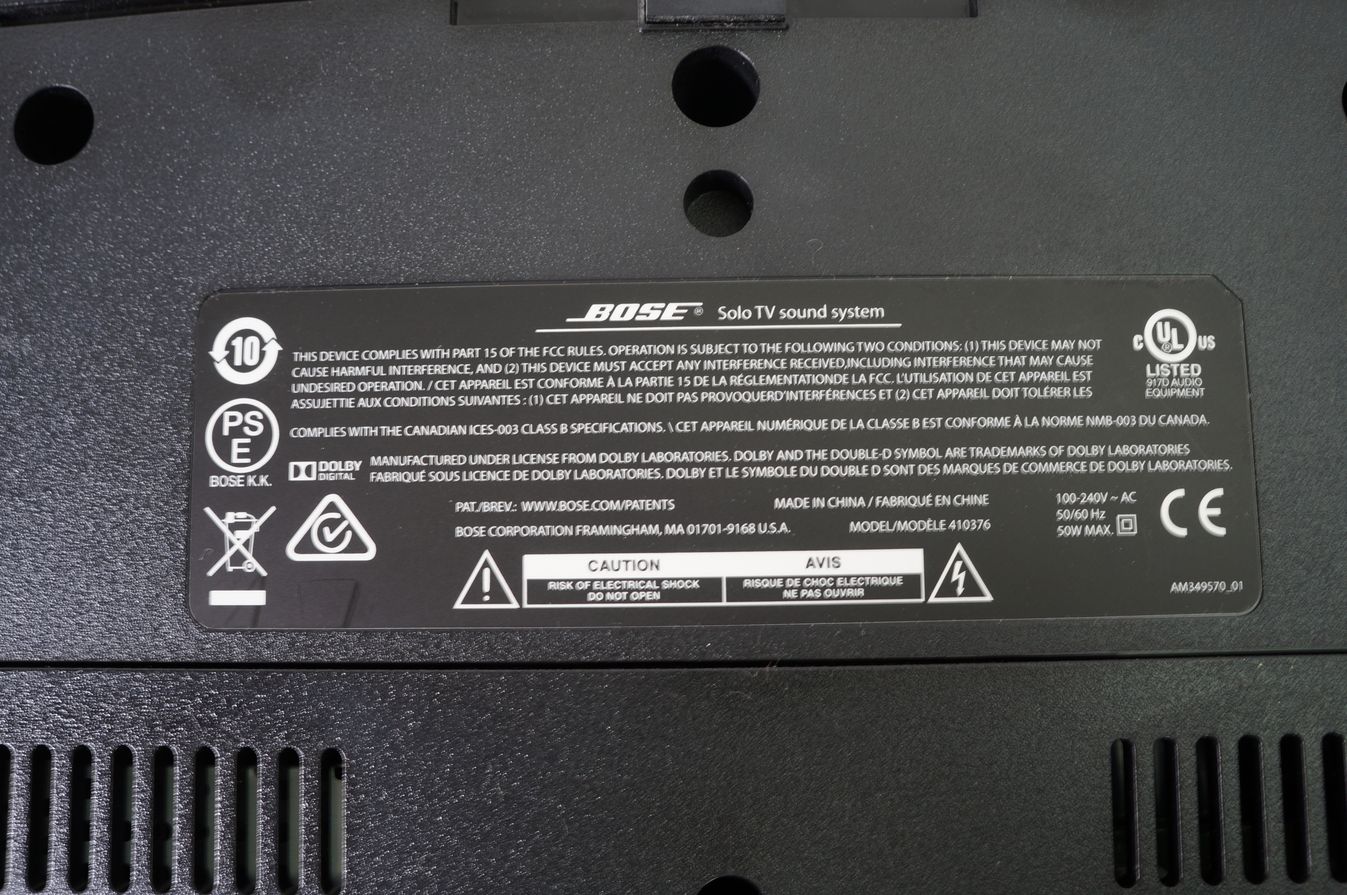 BOSE® Solo TV sound system
10
THIS DEVICE COMPLIES WITH PART 15 OF THE FCC RULES. OPERATION IS SUBJECT TO THE FOLLOWING TWO CONDITIONS: (1) THIS DEVICE MAY NOT
CAUSE HARMFUL INTERFERENCE, AND (2) THIS DEVICE MUST ACCEPT ANY INTERFERENCE RECEIVED,INCLUDING INTERFERENCE THAT MAY CAUSE
UNDESIRED OPERATION. / CET APPAREIL EST CONFORME À LA PARTIE 15 DE LA RÉGLEMENTATIONDE LA FCC. L'UTILISATION DE CET APPAREIL EST
ASSUJETTIE AUX CONDITIONS SUIVANTES : (1) CET APPAREIL NE DOIT PAS PROVOQUERD'INTERFÉRENCES ET (2) CET APPAREIL DOIT TOLÉRER LES
C UL® US
LISTED
917D AUDIO
EQUIPMENT
PS
E
BOSE K.K.
COMPLIES WITH THE CANADIAN ICES-003 CLASS B SPECIFICATIONS. \ CET APPAREIL NUMÉRIQUE DE LA CLASSE B EST CONFORME À LA NORME NMB-003 DU CANADA.
DOLBY
DIGITAL
MANUFACTURED UNDER LICENSE FROM DOLBY LABORATORIES. DOLBY AND THE DOUBLE-D SYMBOL ARE TRADEMARKS OF DOLBY LABORATORIES
FABRIQUÉ SOUS LICENCE DE DOLBY LABORATORIES. DOLBY ET LE SYMBOLE DU DOUBLE D SONT DES MARQUES DE COMMERCE DE DOLBY LABORATORIES.
PAT./BREV.: WWW.BOSE.COM/PATENTS MADE IN CHINA / FABRIQUÉ EN CHINE
BOSE CORPORATION FRAMINGHAM, MA 01701-9168 U.S.A. MODEL/MODÈLE 410376
100-240V ~ AC
50/60 Hz
50W MAX.
CE
CAUTION
RISK OF ELECTRICAL SHOCK
DO NOT OPEN
AVIS
RISQUE DE CHOC ELECTRIQUE
NE PAS OUVRIR
AM349570_01